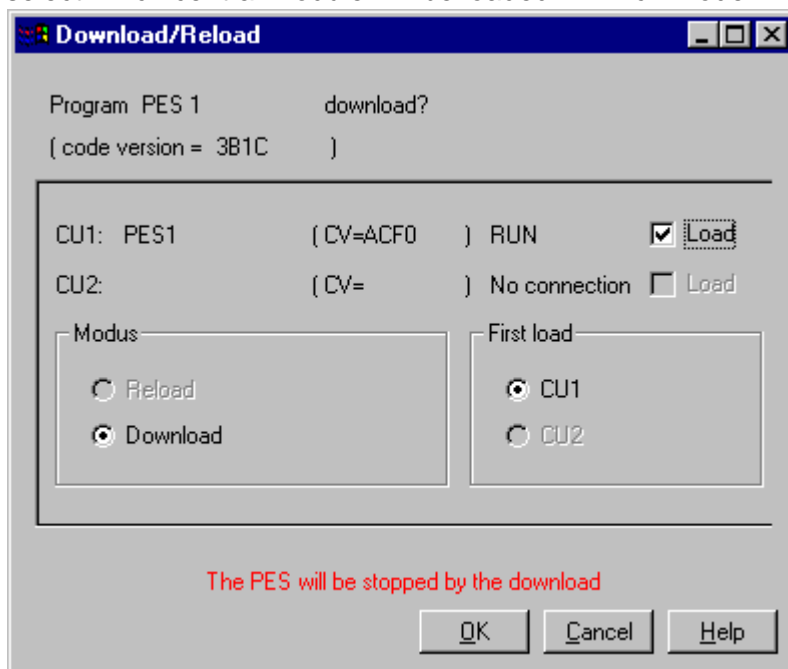 Download/Reload
Program PES 1 download?
( code version = 3B1C )
CU1: PES1 ( CV=ACF0 ) RUN Load
CU2: ( CV= ) No connection Load
Modus First load
Reload CU1
Download CU2
The PES will be stopped by the download
OK Cancel Help